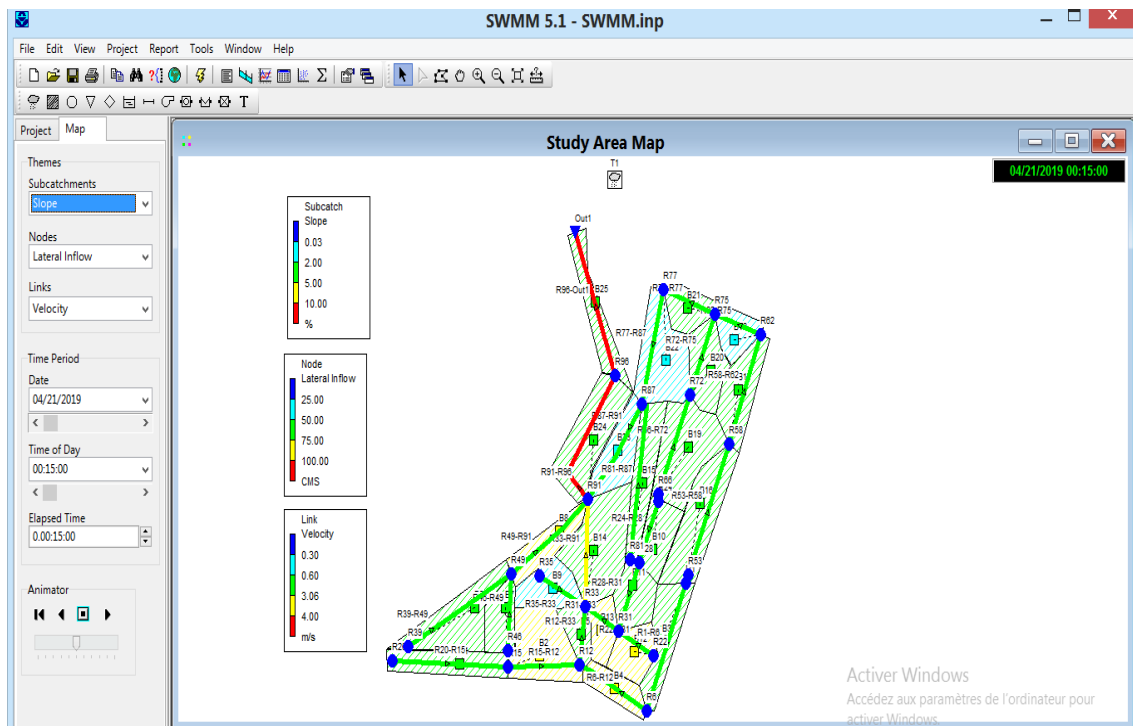 SWMM 5.1 - SWMM.inp
File Edit View Project Report Tools Window Help
T
Project Map
Themes
Subcatchments
Slope
Nodes
Lateral Inflow
Links
Velocity
Time Period
Date
04/21/2019
Time of Day
00:15:00
Elapsed Time
0.00:15:00
Animator
Study Area Map
04/21/2019 00:15:00
T1
Subcatch
Slope
0.03
2.00
5.00
10.00
%
Node
Lateral Inflow
25.00
50.00
75.00
100.00
CMS
Link
Velocity
0.30
0.60
3.06
4.00
m/s
Out1
R96-Out1
B25
R77
B21
R75
R62
R77-R87
R72-R75
B20
R58-R62
R96
R87
R72
R58
B24
B19
R81-R87
B15
R91-R96
R91
R66
R53-R58
R49-R91
B8
R24-R28
B14
B10
R81
R53
R49
R35
B9
R28-R31
R33
R39-R49
R35-R33
R12-R33
R31
R1-R6
R39
R46
R22
R20-R15
B2
R15-R12
R12
R6-R12
B4
R6
Activer Windows
Accédez aux paramètres de l'ordinateur pour
activer Windows.